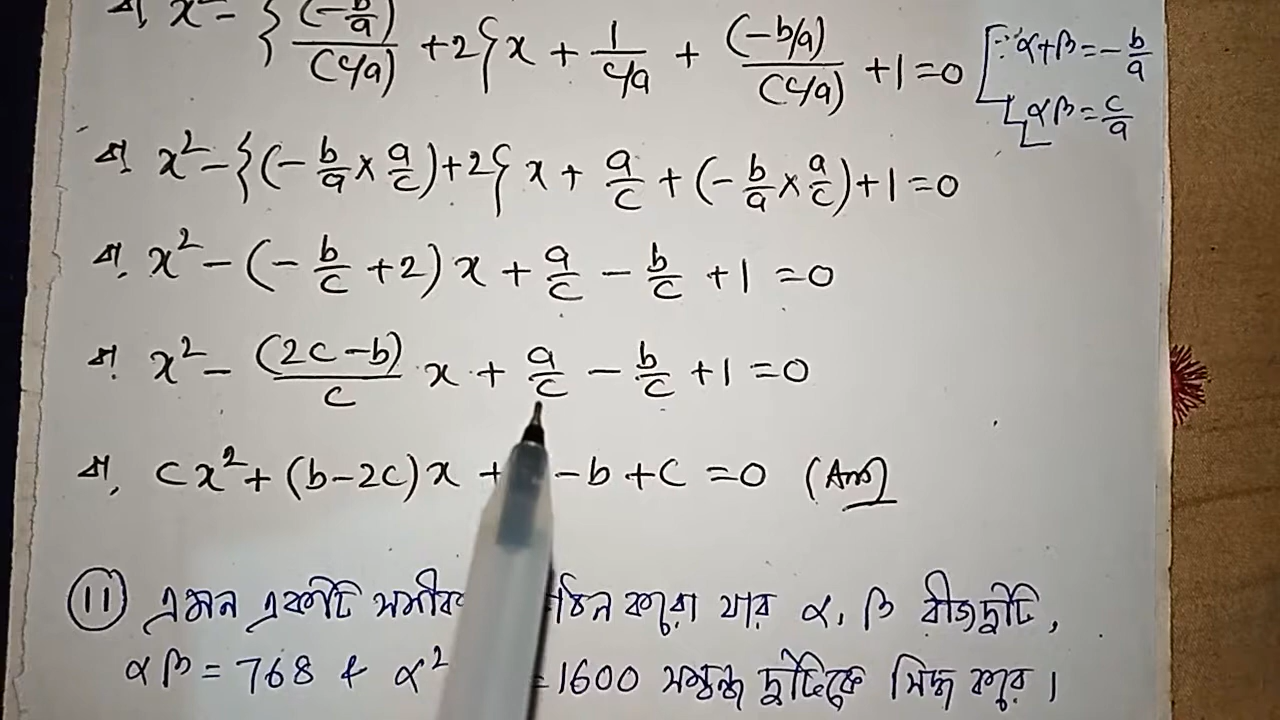 বা, x² - {(-b/a)/(c/a) + 2} x + 1/(c/a) + (-b/a)/(c/a) + 1 = 0 [∵ α+β = -b/a
αβ = c/a
বা x² - {(-b/a × a/c) + 2} x + a/c + (-b/a × a/c) + 1 = 0
বা, x² - (-b/c + 2) x + a/c - b/c + 1 = 0
বা, x² - (2c - b)/c x + a/c - b/c + 1 = 0
বা, cx² + (b-2c)x + - b + c = 0 (Ans)
(11) এমন একটি করো যার α, β বীজদুটি,
αβ = 768 & α² = 1600 সম্বন্ধ দুটিকে সিদ্ধ করে।